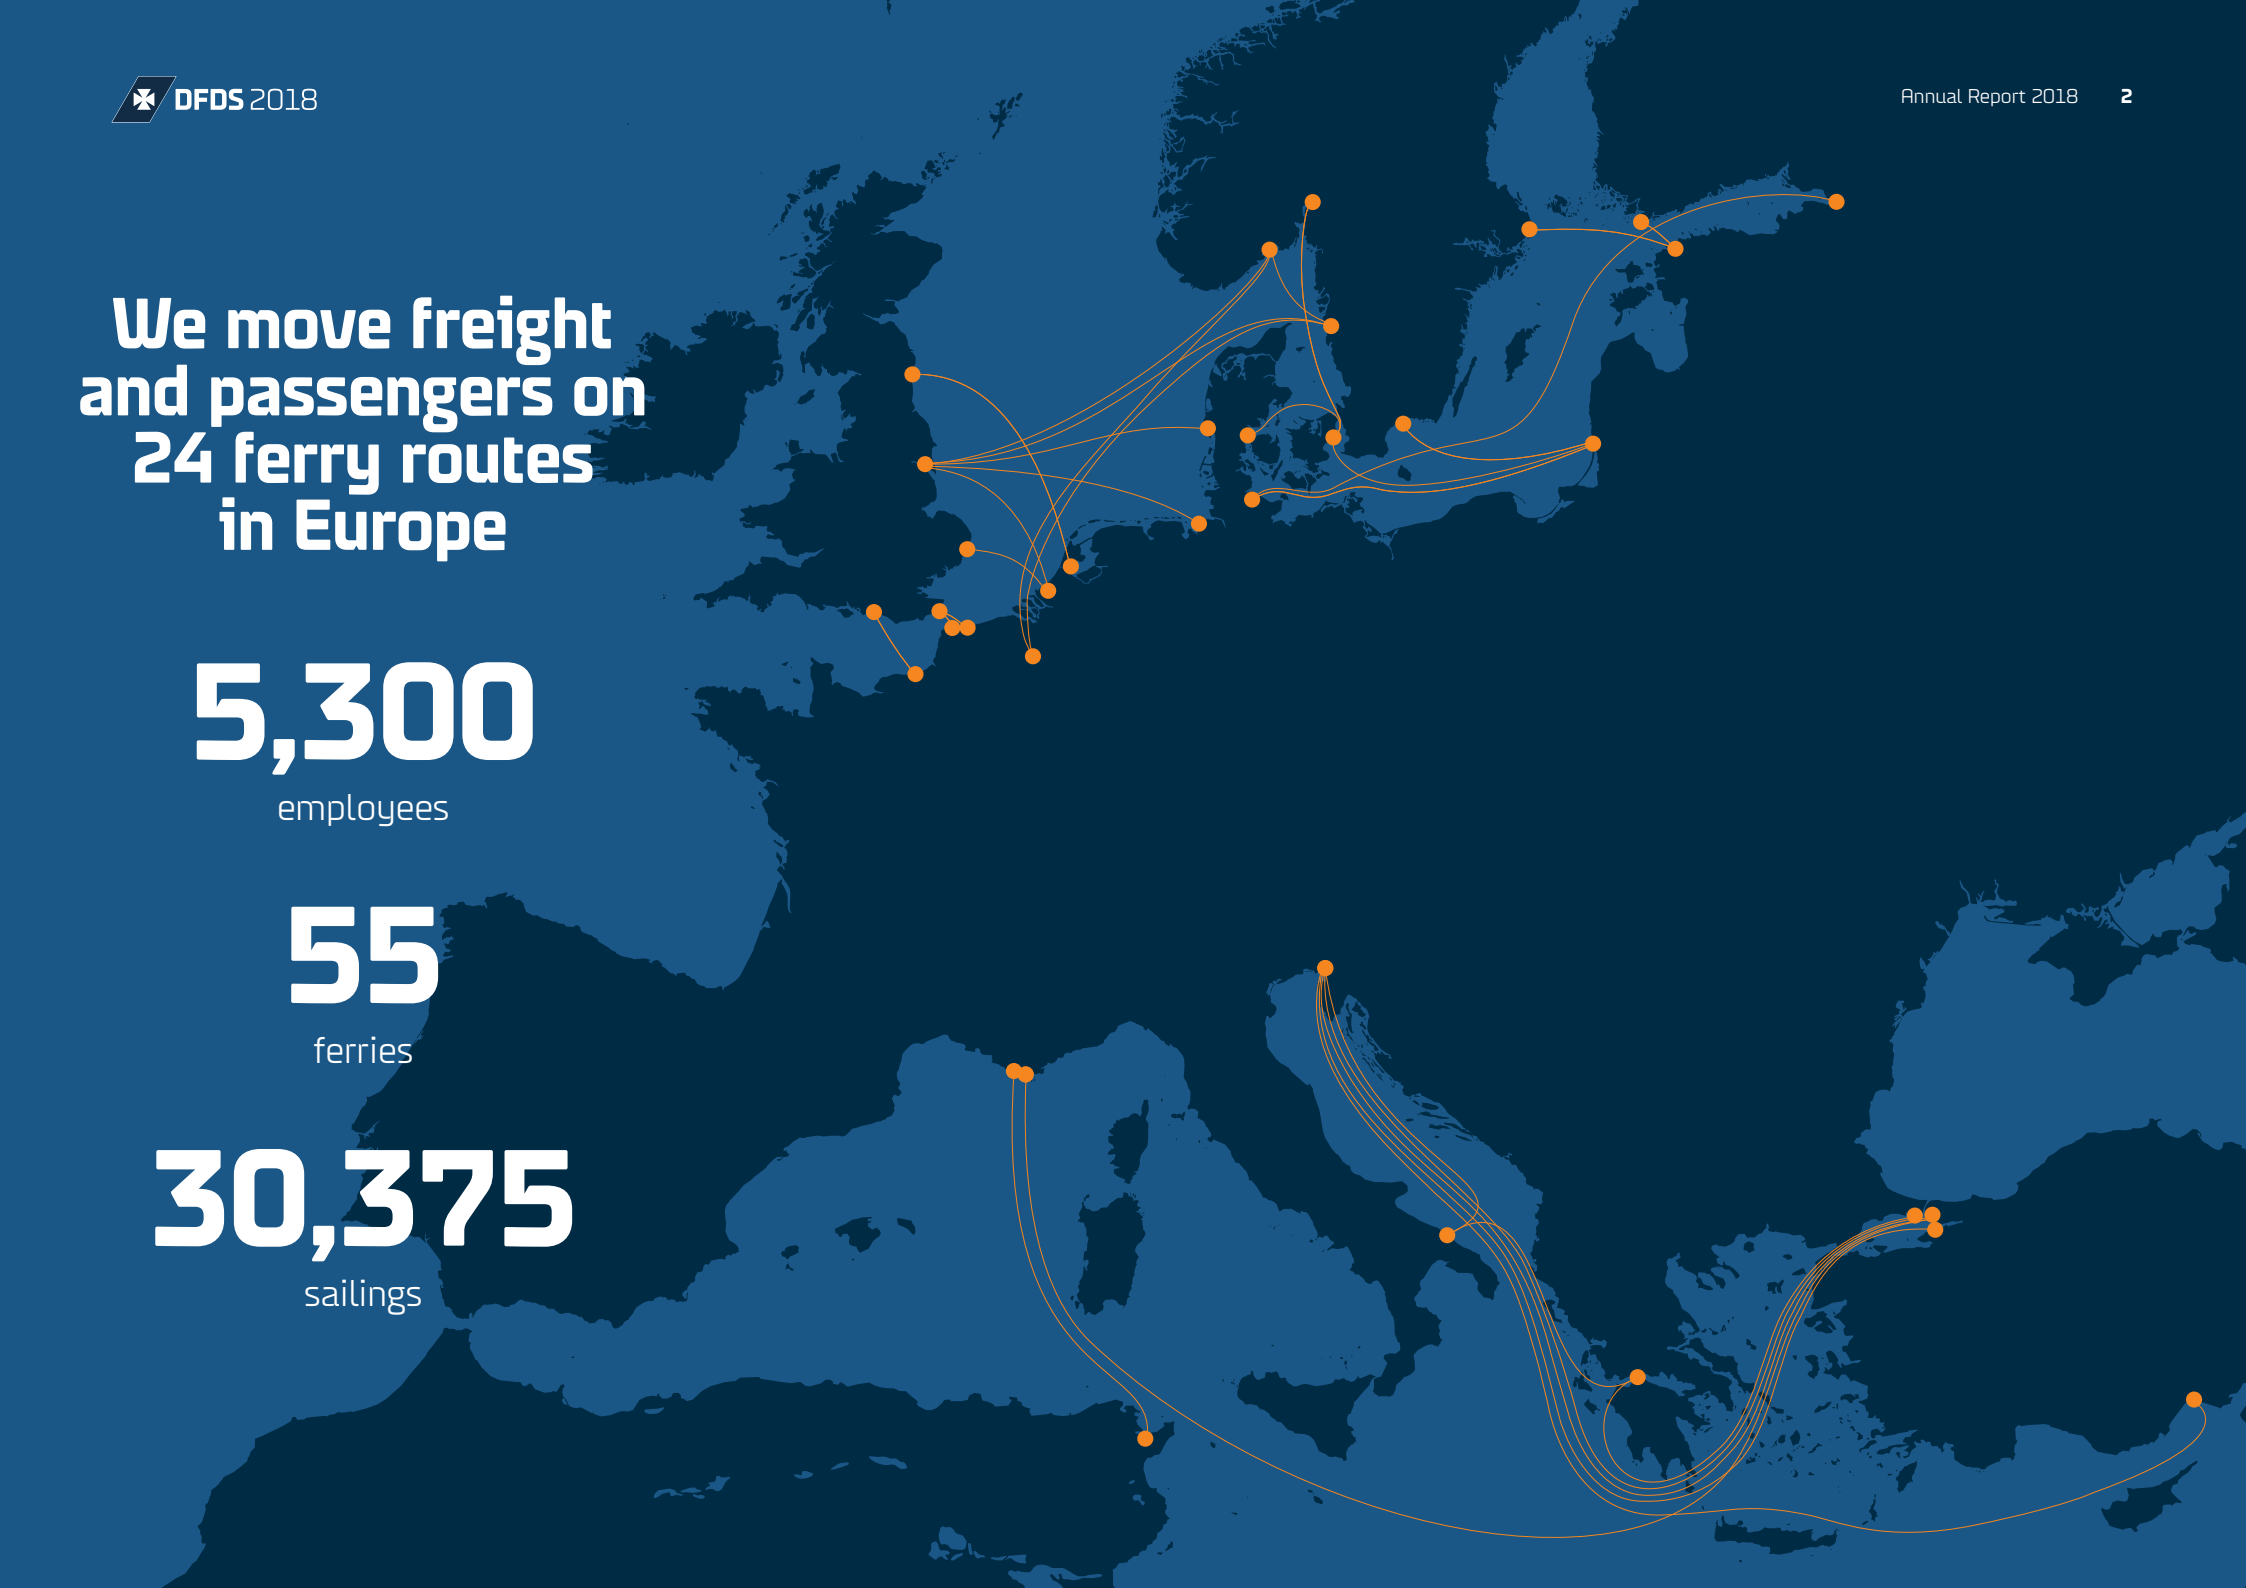 DFDS 2018
Annual Report 2018 2
We move freight
and passengers on
24 ferry routes
in Europe
5,300
employees
55
ferries
30,375
sailings